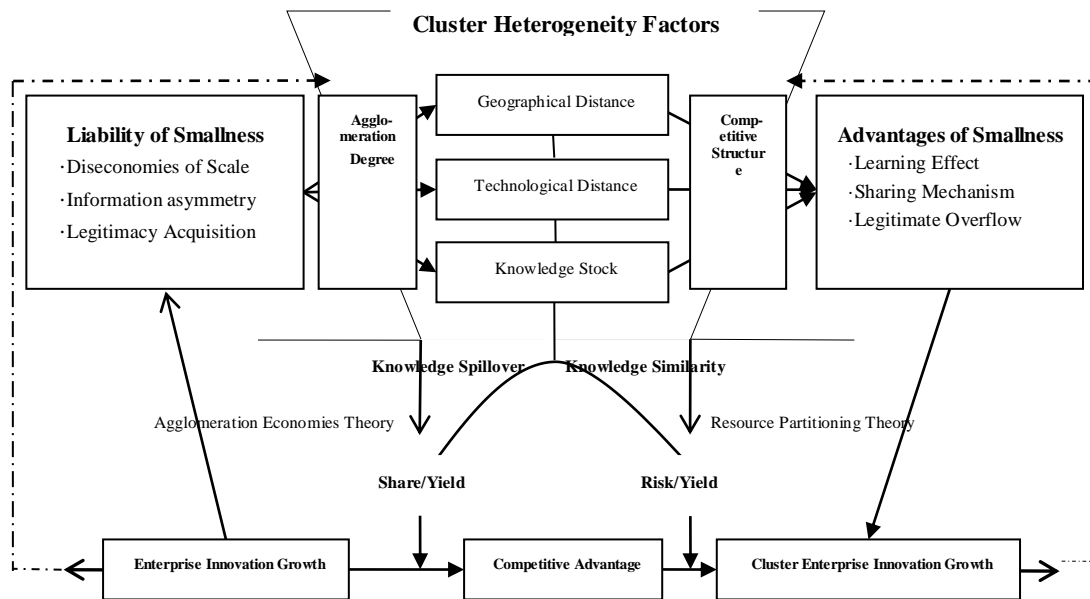 Cluster Heterogeneity Factors
Liability of Smallness
·Diseconomies of Scale
·Information asymmetry
·Legitimacy Acquisition
Agglo-
meration
Degree
Geographical Distance
Technological Distance
Knowledge Stock
Comp-
etitive
Structur
e
Advantages of Smallness
·Learning Effect
·Sharing Mechanism
·Legitimate Overflow
Knowledge Spillover
Knowledge Similarity
Agglomeration Economies Theory
Resource Partitioning Theory
Share/Yield
Risk/Yield
Enterprise Innovation Growth
Competitive Advantage
Cluster Enterprise Innovation Growth